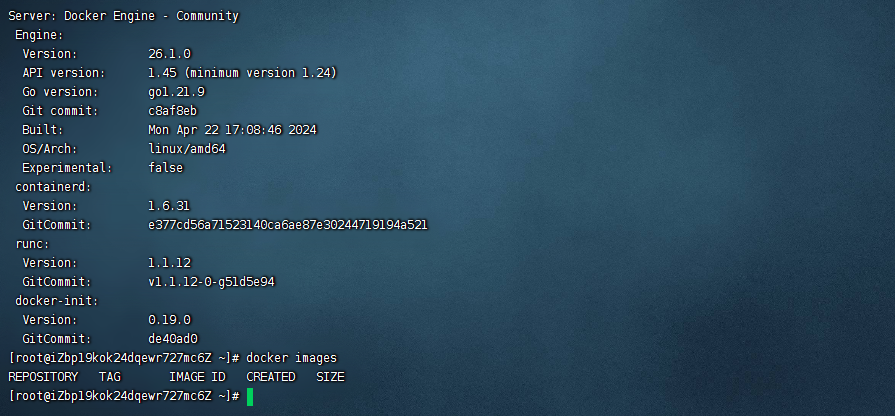 Server: Docker Engine - Community
Engine:
Version: 26.1.0
API version: 1.45 (minimum version 1.24)
Go version: go1.21.9
Git commit: c8af8eb
Built: Mon Apr 22 17:08:46 2024
OS/Arch: linux/amd64
Experimental: false
containerd:
Version: 1.6.31
GitCommit: e377cd56a71523140ca6ae87e30244719194a521
runc:
Version: 1.1.12
GitCommit: v1.1.12-0-g51d5e94
docker-init:
Version: 0.19.0
GitCommit: de40ad0
[root@iZbp19kok24dqewr727mc6Z ~]# docker images
REPOSITORY TAG IMAGE ID CREATED SIZE
[root@iZbp19kok24dqewr727mc6Z ~]#